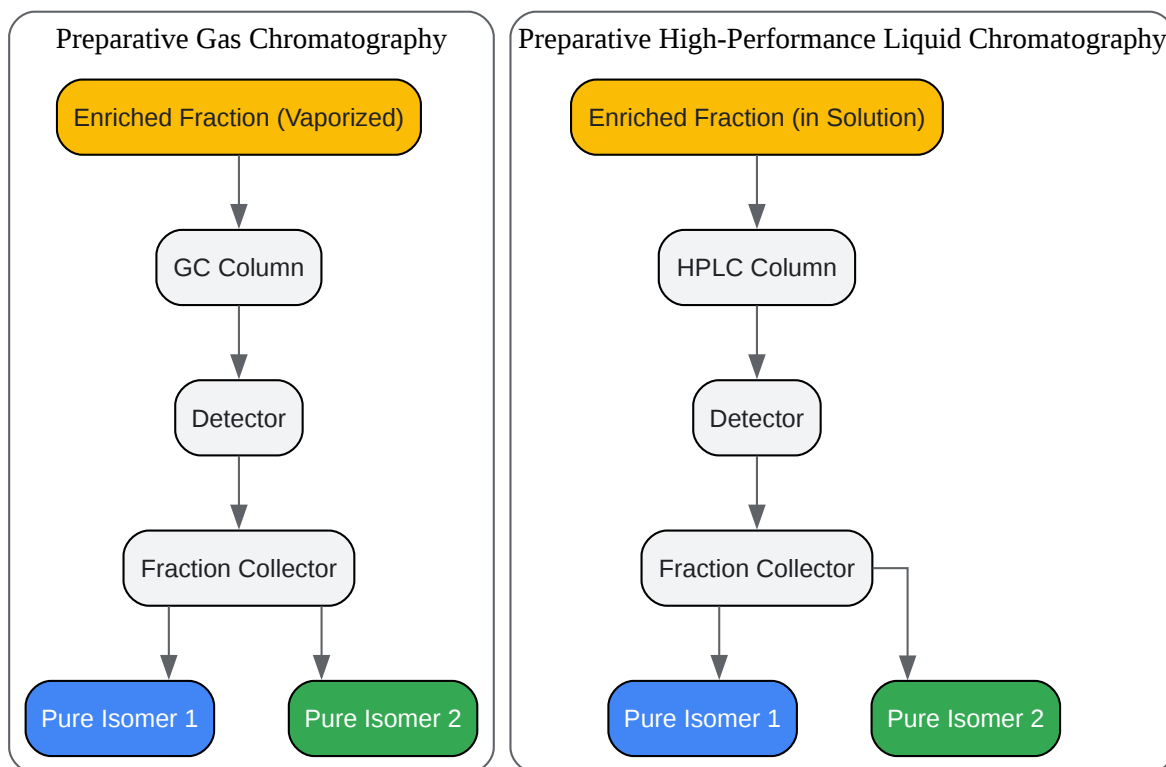 Preparative Gas Chromatography
Enriched Fraction (Vaporized)
GC Column
Detector
Fraction Collector
Pure Isomer 1
Pure Isomer 2
Preparative High-Performance Liquid Chromatography
Enriched Fraction (in Solution)
HPLC Column
Detector
Fraction Collector
Pure Isomer 1
Pure Isomer 2